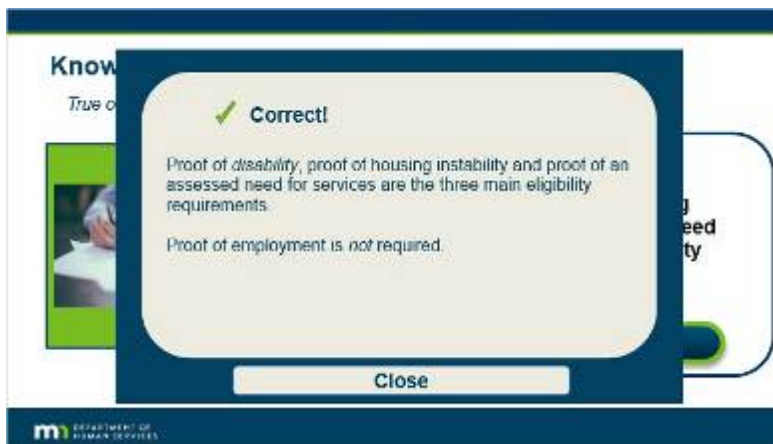 Know
True o
✓ Correct!
Proof of disability, proof of housing instability and proof of an
assessed need for services are the three main eligibility
requirements.
Proof of employment is not required.
eed
ty
Close
DEPARTMENT OF
HUMAN SERVICES